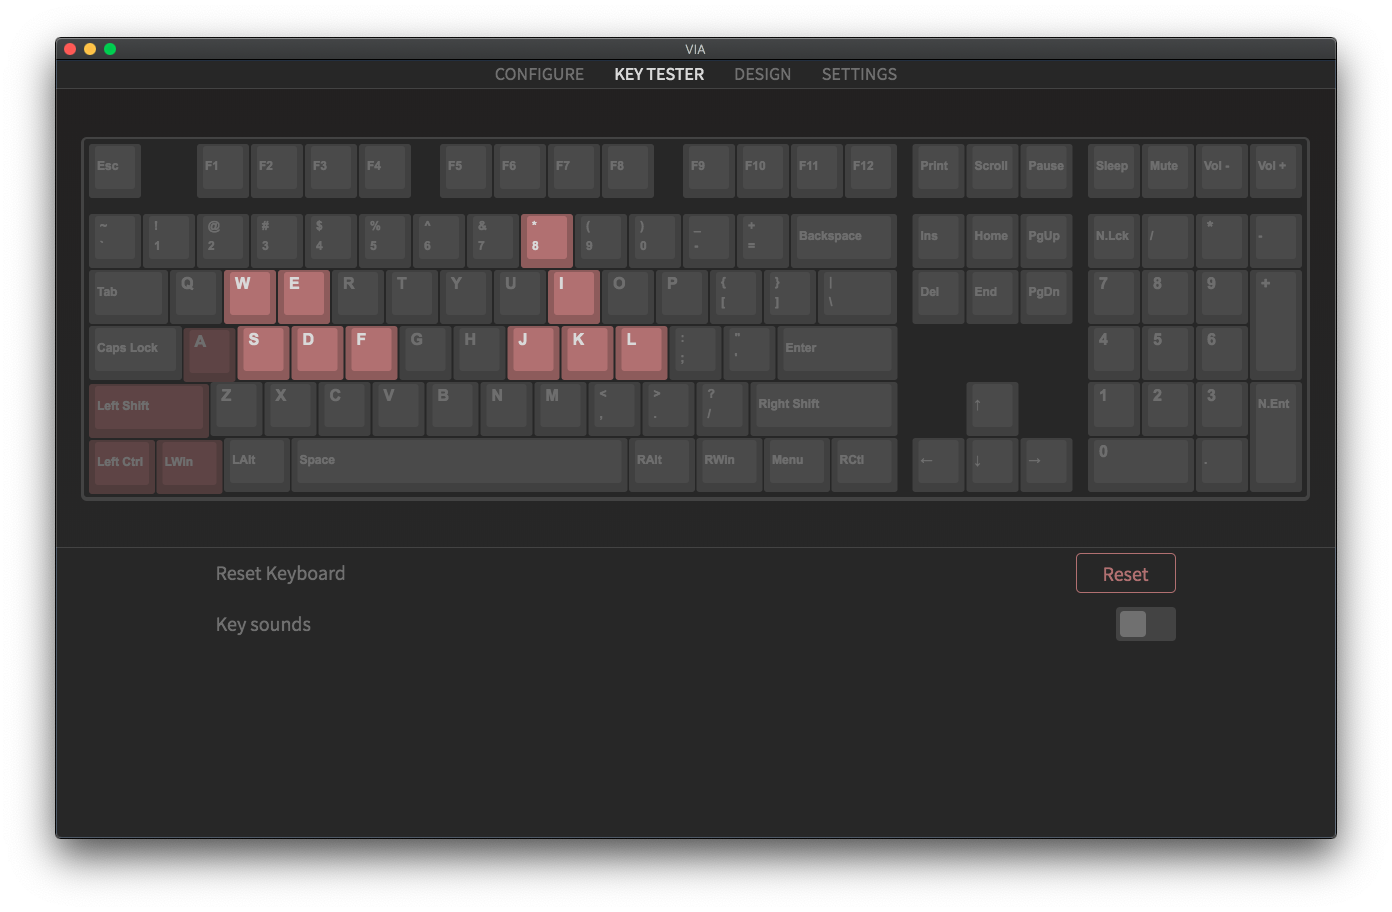 VIA
CONFIGURE KEY TESTER DESIGN SETTINGS
Esc F1 F2 F3 F4 F5 F6 F7 F8 F9 F10 F11 F12 Print Scroll Pause Sleep Mute Vol - Vol +
~ ! @ # $ % ^ & * ( ) _ + Backspace Ins Home PgUp N.Lck / * -
` 1 2 3 4 5 6 7 8 9 0 - =
Tab Q W E R T Y U I O P { } | Del End PgDn 7 8 9 +
[ ] \
Caps Lock A S D F G H J K L : " Enter 4 5 6
; '
Left Shift Z X C V B N M < > ? Right Shift ↑ 1 2 3 N.Ent
, . /
Left Ctrl LWin LAlt Space RAlt RWin Menu RCtl ← ↓ → 0 .
Reset Keyboard Reset
Key sounds